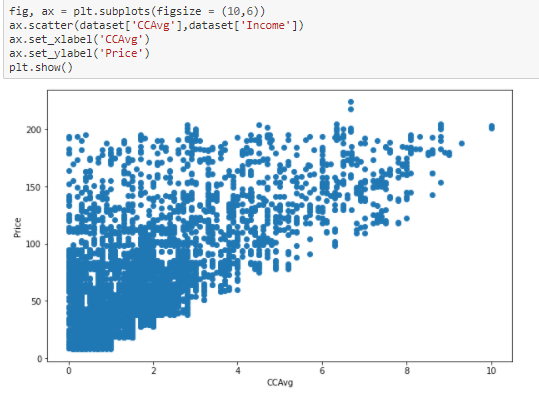 fig, ax = plt.subplots(figsize = (10,6))
ax.scatter(dataset['CCAvg'],dataset['Income'])
ax.set_xlabel('CCAvg')
ax.set_ylabel('Price')
plt.show()
200
150
100
50
0
Price
0 2 4 6 8 10
CCAvg